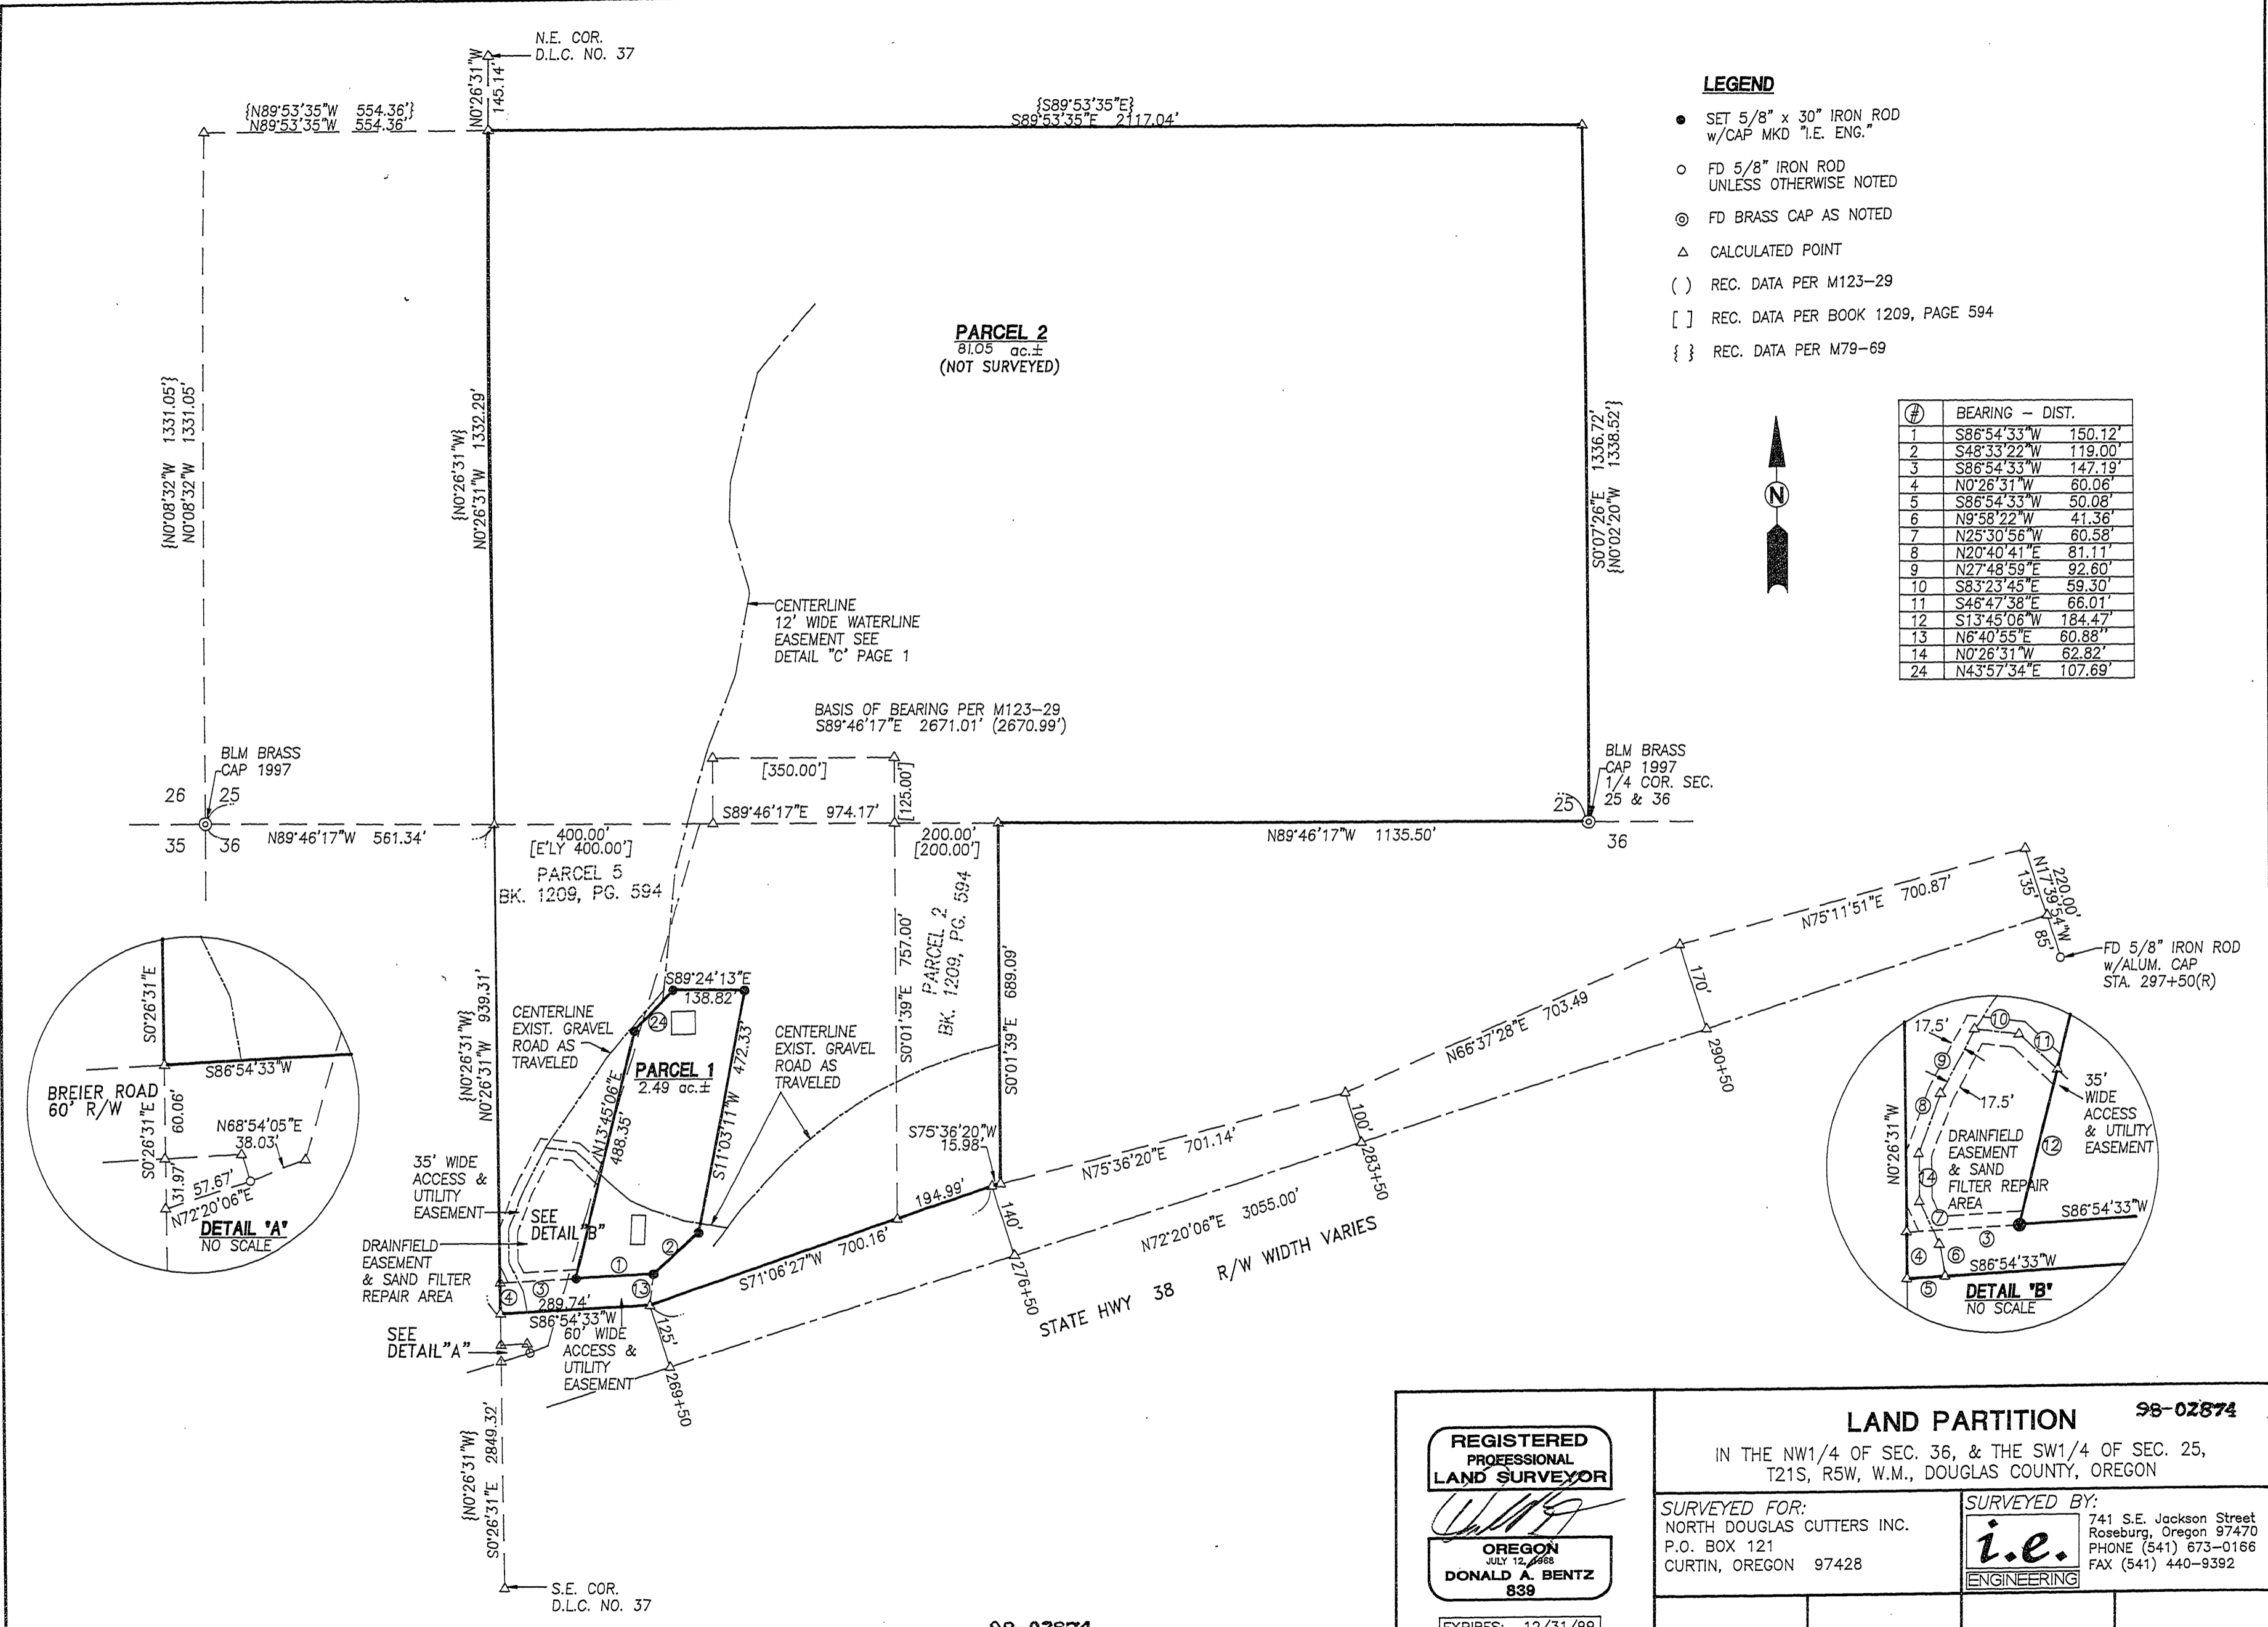 N.E. COR.
D.L.C. NO. 37
N0°26'31"W
145.14'
{N89°53'35"W 554.36'}
N89°53'35"W 554.36'
{S89°53'35"E}
S89°53'35"E 2117.04'
LEGEND
SET 5/8" x 30" IRON ROD
w/CAP MKD "I.E. ENG."
FD 5/8" IRON ROD
UNLESS OTHERWISE NOTED
FD BRASS CAP AS NOTED
CALCULATED POINT
( ) REC. DATA PER M123-29
[ ] REC. DATA PER BOOK 1209, PAGE 594
{ } REC. DATA PER M79-69
PARCEL 2
81.05 ac.±
(NOT SURVEYED)
{N0°08'32"W 1331.05'}
N0°08'32"W 1331.05'
{N0°26'31"W}
N0°26'31"W 1332.29'
S0°07'26"E 1336.72'
{N0°02'20"W 1338.52'}
N
# BEARING - DIST.
1 S86°54'33"W 150.12'
2 S48°33'22"W 119.00'
3 S86°54'33"W 147.19'
4 N0°26'31"W 60.06'
5 S86°54'33"W 50.08'
6 N9°58'22"W 41.36'
7 N25°30'56"W 60.58'
8 N20°40'41"E 81.11'
9 N27°48'59"E 92.60'
10 S83°23'45"E 59.30'
11 S46°47'38"E 66.01'
12 S13°45'06"W 184.47'
13 N6°40'55"E 60.88''
14 N0°26'31"W 62.82'
24 N43°57'34"E 107.69'
CENTERLINE
12' WIDE WATERLINE
EASEMENT SEE
DETAIL "C" PAGE 1
BASIS OF BEARING PER M123-29
S89°46'17"E 2671.01' (2670.99')
BLM BRASS
CAP 1997
26 25
35 36
N89°46'17"W 561.34'
[350.00']
[125.00']
S89°46'17"E 974.17'
400.00'
[E'LY 400.00']
PARCEL 5
BK. 1209, PG. 594
200.00'
[200.00']
N89°46'17"W 1135.50'
BLM BRASS
CAP 1997
1/4 COR. SEC.
25 & 36
25
36
PARCEL 2
BK. 1209, PG. 594
S0°01'39"E 757.00'
S0°01'39"E 689.09'
{N0°26'31"W}
N0°26'31"W 939.31'
S89°24'13"E
138.82'
24
PARCEL 1
2.49 ac.±
N13°45'06"E
488.35'
S11°03'11"W 472.33'
CENTERLINE
EXIST. GRAVEL
ROAD AS
TRAVELED
CENTERLINE
EXIST. GRAVEL
ROAD AS
TRAVELED
35' WIDE
ACCESS &
UTILITY
EASEMENT
SEE
DETAIL "B"
DRAINFIELD
EASEMENT
& SAND FILTER
REPAIR AREA
1
2
3
4
13
289.74'
S86°54'33"W
60' WIDE
ACCESS &
UTILITY
EASEMENT
SEE
DETAIL "A"
S71°06'27"W 700.16'
194.99'
S75°36'20"W
15.98'
N75°36'20"E 701.14'
N66°37'28"E 703.49
N75°11'51"E 700.87'
N17°39'54"W
220.00'
135'
85'
FD 5/8" IRON ROD
w/ALUM. CAP
STA. 297+50(R)
170'
290+50
100'
283+50
140'
276+50
125'
269+50
N72°20'06"E 3055.00'
STATE HWY 38 R/W WIDTH VARIES
S0°26'31"E
S86°54'33"W
BREIER ROAD
60' R/W
S0°26'31"E 60.06'
N68°54'05"E
38.03'
31.97'
57.67'
N72°20'06"E
DETAIL "A"
NO SCALE
17.5'
10
11
9
8
17.5'
35'
WIDE
ACCESS
& UTILITY
EASEMENT
DRAINFIELD
EASEMENT
& SAND
FILTER REPAIR
AREA
12
14
7
N0°26'31"W
S86°54'33"W
3
4
6
5
S86°54'33"W
DETAIL "B"
NO SCALE
{N0°26'31"W}
S0°26'31"E 2849.32'
S.E. COR.
D.L.C. NO. 37
REGISTERED
PROFESSIONAL
LAND SURVEYOR
OREGON
JULY 12, 1968
DONALD A. BENTZ
839
EXPIRES: 12/31/99
LAND PARTITION 98-02874
IN THE NW1/4 OF SEC. 36, & THE SW1/4 OF SEC. 25,
T21S, R5W, W.M., DOUGLAS COUNTY, OREGON
SURVEYED FOR:
NORTH DOUGLAS CUTTERS INC.
P.O. BOX 121
CURTIN, OREGON 97428
SURVEYED BY:
i.e.
ENGINEERING
741 S.E. Jackson Street
Roseburg, Oregon 97470
PHONE (541) 673-0166
FAX (541) 440-9392
98-02874